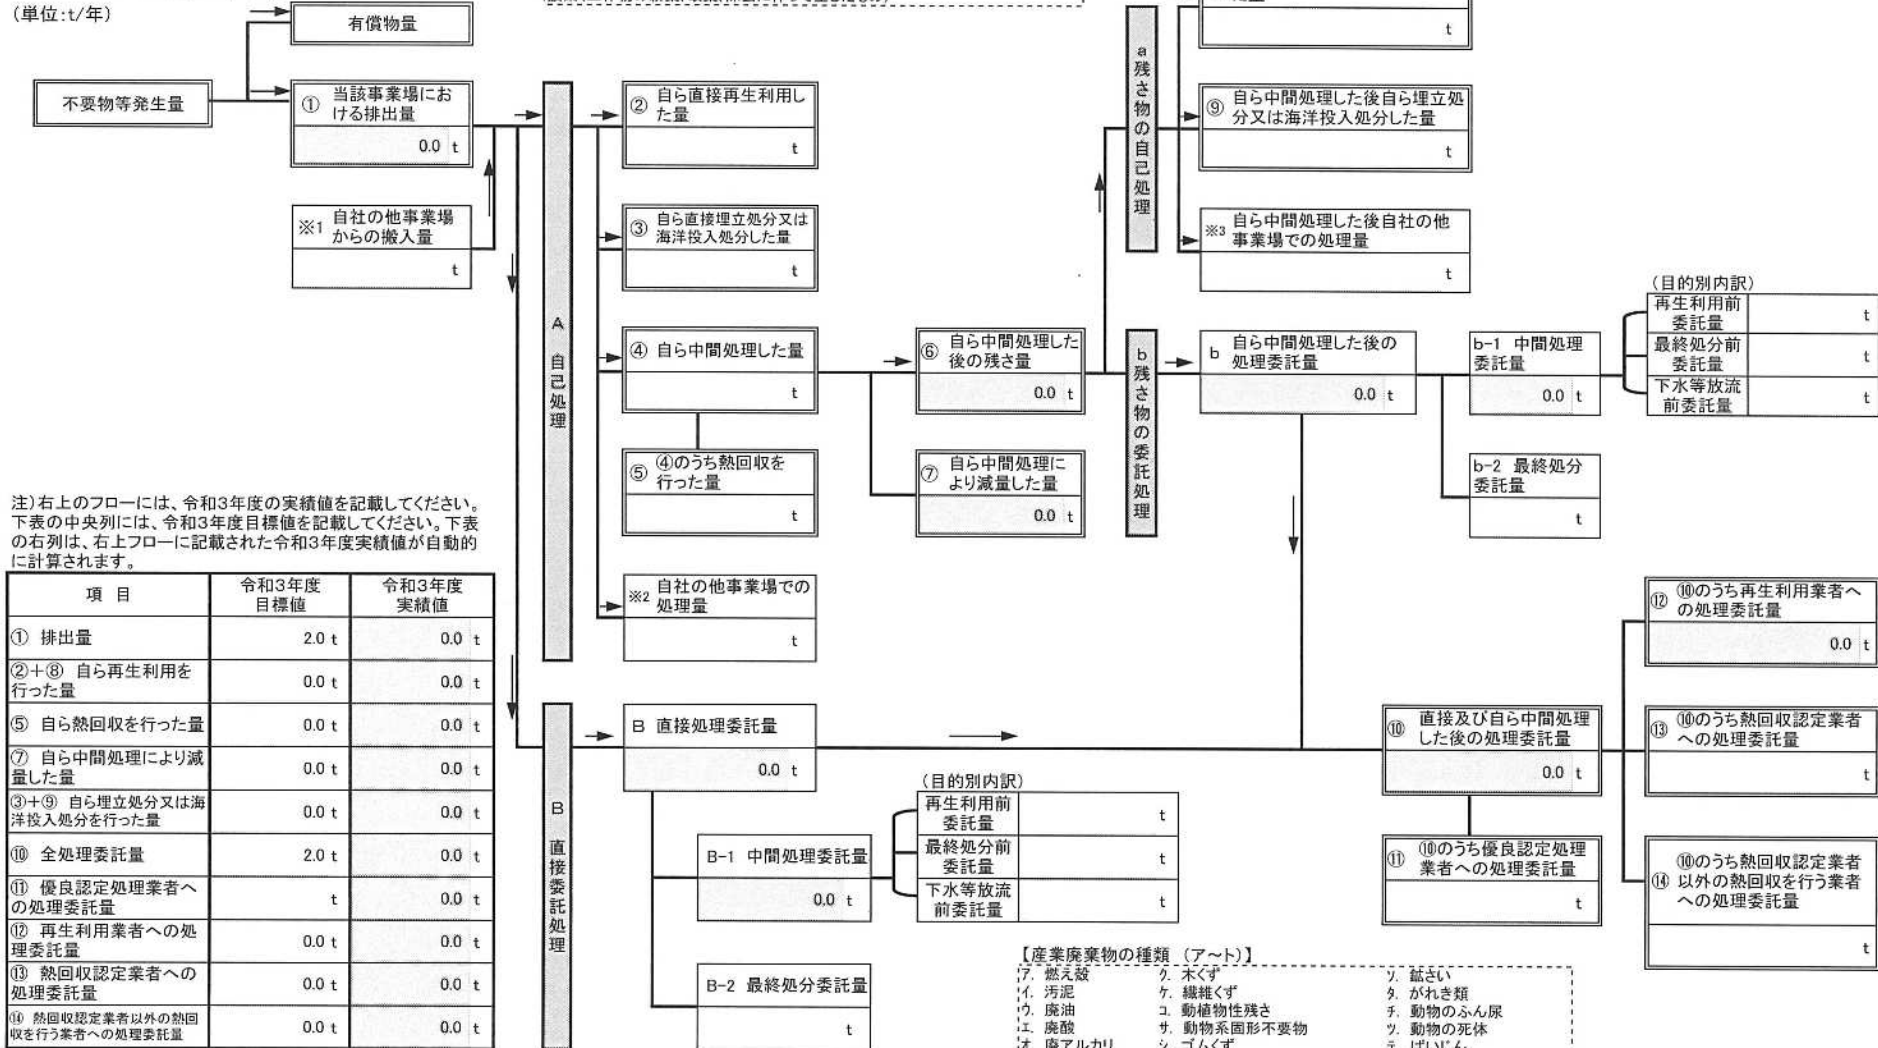 (単位:t/年)
有償物量
不要物等発生量
① 当該事業場にお
ける排出量
0.0 t
※1 自社の他事業場
からの搬入量
t
A 自己処理
② 自ら直接再生利用し
た量
t
③ 自ら直接埋立処分又は
海洋投入処分した量
t
④ 自ら中間処理した量
t
⑤ ④のうち熱回収を
行った量
t
※2 自社の他事業場での
処理量
t
⑥ 自ら中間処理した
後の残さ量
0.0 t
⑦ 自ら中間処理に
より減量した量
0.0 t
a 残さ物の自己処理
t
⑨ 自ら中間処理した後自ら埋立処
分又は海洋投入処分した量
t
※3 自ら中間処理した後自社の他
事業場での処理量
t
b 残さ物の委託処理
b 自ら中間処理した後の
処理委託量
0.0 t
b-1 中間処理
委託量
0.0 t
(目的別内訳)
再生利用前
委託量
t
最終処分前
委託量
t
下水等放流
前委託量
t
b-2 最終処分
委託量
t
注)右上のフローには、令和3年度の実績値を記載してください。
下表の中央列には、令和3年度目標値を記載してください。下表
の右列は、右上フローに記載された令和3年度実績値が自動的
に計算されます。
項 目 令和3年度 令和3年度
目標値 実績値
① 排出量 2.0 t 0.0 t
②+⑧ 自ら再生利用を
行った量 0.0 t 0.0 t
⑤ 自ら熱回収を行った量 0.0 t 0.0 t
⑦ 自ら中間処理により減
量した量 0.0 t 0.0 t
③+⑨ 自ら埋立処分又は海
洋投入処分を行った量 0.0 t 0.0 t
⑩ 全処理委託量 2.0 t 0.0 t
⑪ 優良認定処理業者へ
の処理委託量 t 0.0 t
⑫ 再生利用業者への処
理委託量 0.0 t 0.0 t
⑬ 熱回収認定業者への
処理委託量 0.0 t 0.0 t
⑭ 熱回収認定業者以外の熱回
収を行う業者への処理委託量 0.0 t 0.0 t
B 直接委託処理
B 直接処理委託量
0.0 t
B-1 中間処理委託量
0.0 t
(目的別内訳)
再生利用前
委託量
t
最終処分前
委託量
t
下水等放流
前委託量
t
B-2 最終処分委託量
t
⑩ 直接及び自ら中間処理
した後の処理委託量
0.0 t
⑪ ⑩のうち優良認定処理
業者への処理委託量
t
⑫ ⑩のうち再生利用業者へ
の処理委託量
0.0 t
⑬ ⑩のうち熱回収認定業者
への処理委託量
t
⑭ ⑩のうち熱回収認定業者
以外の熱回収を行う業者
への処理委託量
t
【産業廃棄物の種類 (ア~ト)】
ア. 燃え殻 ク. 木くず ソ. 鉱さい
イ. 汚泥 ケ. 繊維くず タ. がれき類
ウ. 廃油 コ. 動植物性残さ チ. 動物のふん尿
エ. 廃酸 サ. 動物系固形不要物 ツ. 動物の死体
オ. 廃アルカリ シ. ゴムくず テ. ばいじん